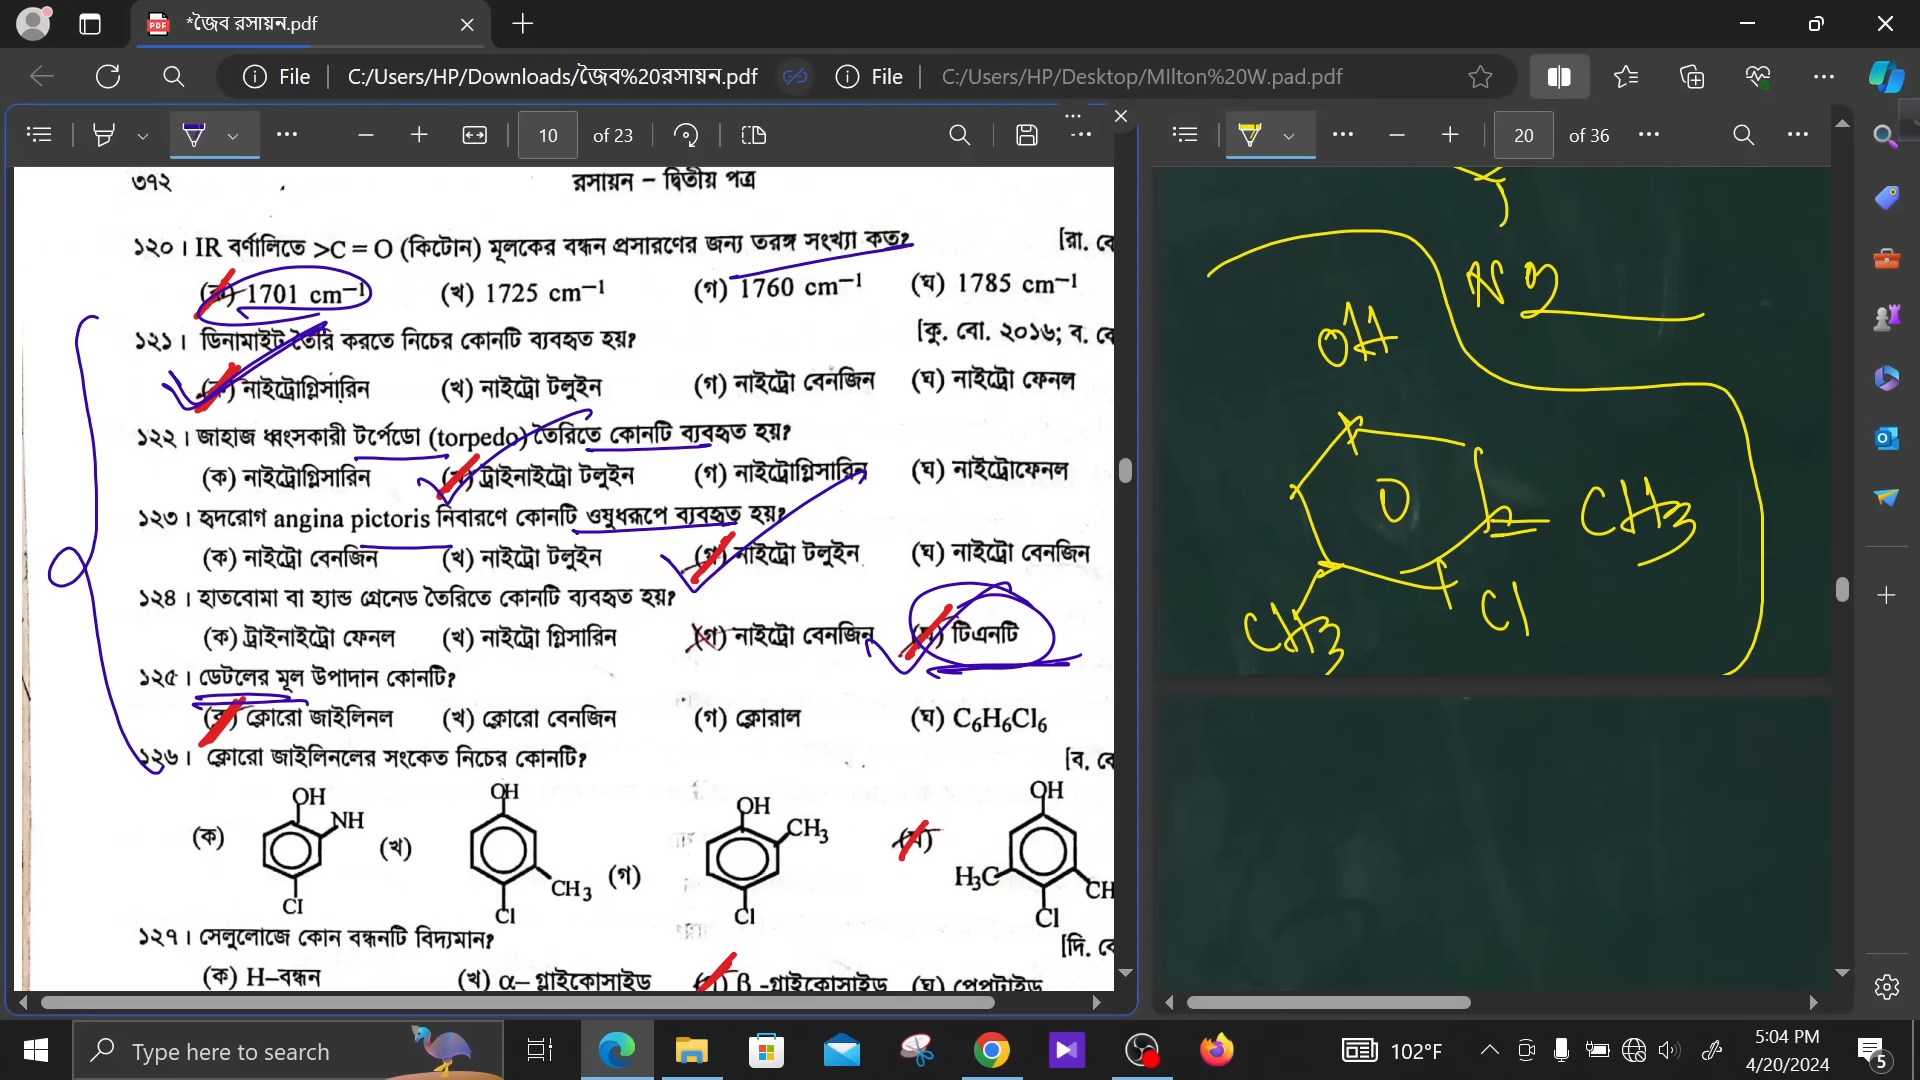 *জৈব রসায়ন.pdf
File C:/Users/HP/Downloads/জৈব%20রসায়ন.pdf
File C:/Users/HP/Desktop/MIlton%20W.pad.pdf
10 of 23
20 of 36
৩৭২ রসায়ন – দ্বিতীয় পত্র
১২০। IR বর্ণালিতে >C = O (কিটোন) মূলকের বন্ধন প্রসারণের জন্য তরঙ্গ সংখ্যা কত? [রা. বে
(ক) 1701 cm⁻¹ (খ) 1725 cm⁻¹ (গ) 1760 cm⁻¹ (ঘ) 1785 cm⁻¹
১২১। ডিনামাইট তৈরি করতে নিচের কোনটি ব্যবহৃত হয়? [কু. বো. ২০১৬; ব. বে
(ক) নাইট্রোগ্লিসারিন (খ) নাইট্রো টলুইন (গ) নাইট্রো বেনজিন (ঘ) নাইট্রো ফেনল
১২২। জাহাজ ধ্বংসকারী টর্পেডো (torpedo) তৈরিতে কোনটি ব্যবহৃত হয়?
(ক) নাইট্রোগ্লিসারিন (খ) ট্রাইনাইট্রো টলুইন (গ) নাইট্রোগ্লিসারিন (ঘ) নাইট্রোফেনল
১২৩। হৃদরোগ angina pictoris নিবারণে কোনটি ওষুধরূপে ব্যবহৃত হয়?
(ক) নাইট্রো বেনজিন (খ) নাইট্রো টলুইন (গ) নাইট্রো টলুইন (ঘ) নাইট্রো বেনজিন
১২৪। হাতবোমা বা হ্যান্ড গ্রেনেড তৈরিতে কোনটি ব্যবহৃত হয়?
(ক) ট্রাইনাইট্রো ফেনল (খ) নাইট্রো গ্লিসারিন (গ) নাইট্রো বেনজিন (ঘ) টিএনটি
১২৫। ডেটলের মূল উপাদান কোনটি?
(ক) ক্লোরো জাইলিনল (খ) ক্লোরো বেনজিন (গ) ক্লোরাল (ঘ) C₆H₆Cl₆
১২৬। ক্লোরো জাইলিনলের সংকেত নিচের কোনটি? [ব. বে
(ক) OH NH Cl (খ) OH CH₃ Cl (গ) OH CH₃ Cl (ঘ) OH H₃C CH Cl
১২৭। সেলুলোজে কোন বন্ধনটি বিদ্যমান? [দি. বে
(ক) H–বন্ধন (খ) α– গ্লাইকোসাইড (গ) β -গ্লাইকোসাইড (ঘ) পেপটাইড
OH
CH3
Cl
CH3
Type here to search
102°F
5:04 PM
4/20/2024
5